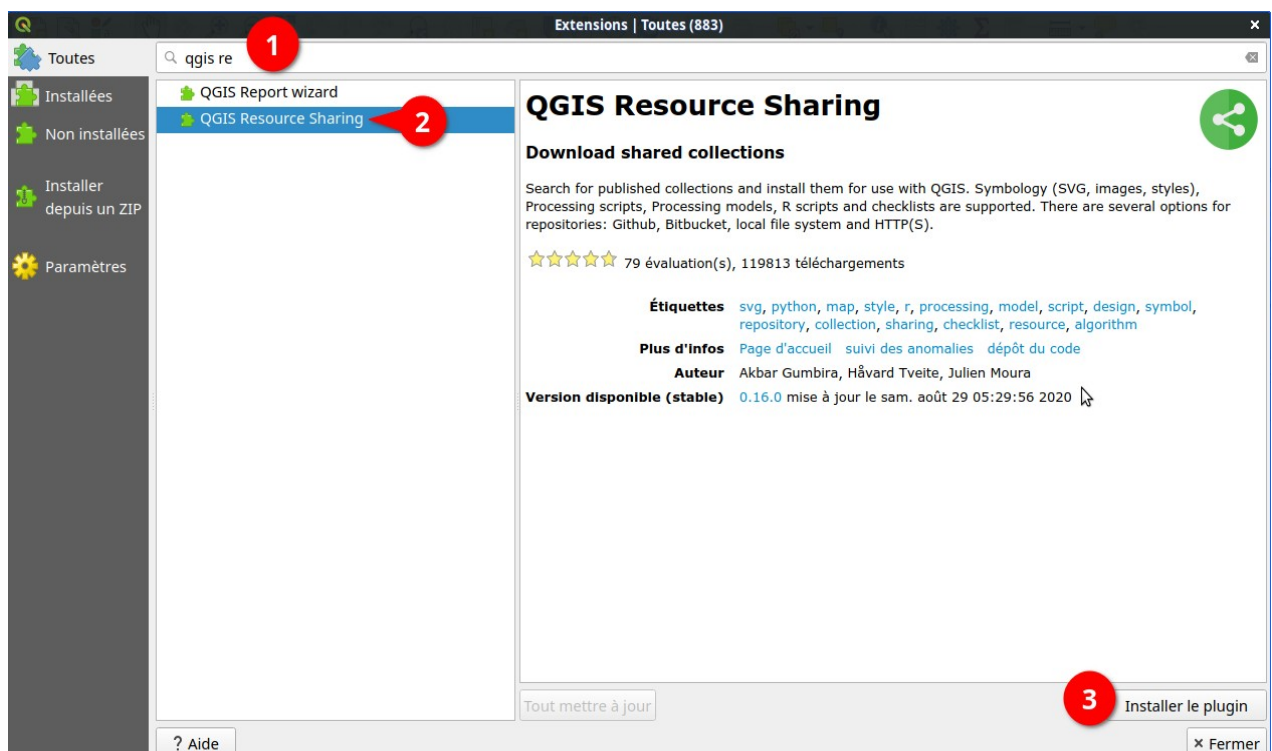 Extensions | Toutes (883)
Toutes
1
qgis re
Installées
Non installées
Installer
depuis un ZIP
Paramètres
QGIS Report wizard
QGIS Resource Sharing
2
QGIS Resource Sharing
Download shared collections
Search for published collections and install them for use with QGIS. Symbology (SVG, images, styles),
Processing scripts, Processing models, R scripts and checklists are supported. There are several options for
repositories: Github, Bitbucket, local file system and HTTP(S).
79 évaluation(s), 119813 téléchargements
Étiquettes svg, python, map, style, r, processing, model, script, design, symbol,
repository, collection, sharing, checklist, resource, algorithm
Plus d'infos Page d'accueil suivi des anomalies dépôt du code
Auteur Akbar Gumbira, Håvard Tveite, Julien Moura
Version disponible (stable) 0.16.0 mise à jour le sam. août 29 05:29:56 2020
Tout mettre à jour
3
Installer le plugin
? Aide
× Fermer